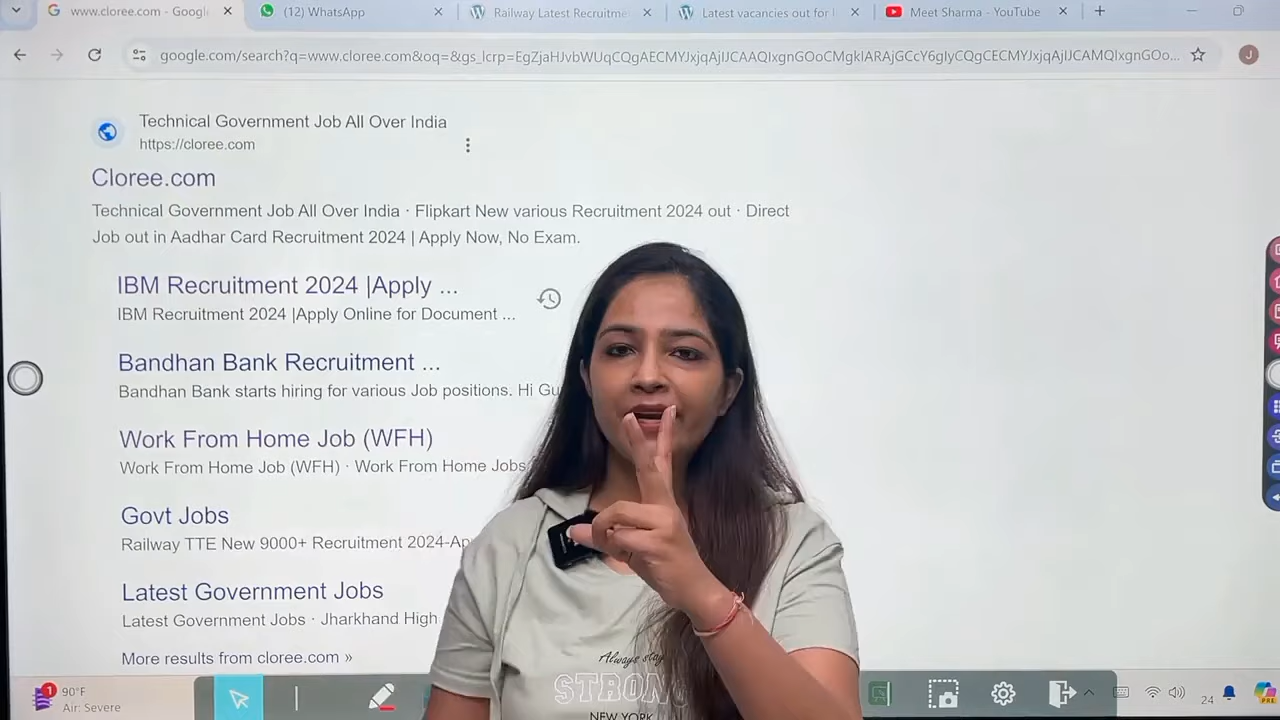 www.cloree.com - Google
(12) WhatsApp
Railway Latest Recruitme
Latest vacancies out for
Meet Sharma - YouTube
google.com/search?q=www.cloree.com&oq=&gs_lcrp=
J
Technical Government Job All Over India
https://cloree.com
Cloree.com
Technical Government Job All Over India · Flipkart New various Recruitment 2024 out · Direct
Job out in Aadhar Card Recruitment 2024 | Apply Now, No Exam.
IBM Recruitment 2024 |Apply ...
IBM Recruitment 2024 |Apply Online for Document ...
Bandhan Bank Recruitment ...
Bandhan Bank starts hiring for various Job positions. Hi Gu
Work From Home Job (WFH)
Work From Home Job (WFH) · Work From Home Jobs
Govt Jobs
Railway TTE New 9000+ Recruitment 2024-Ap
Latest Government Jobs
Latest Government Jobs · Jharkhand High
More results from cloree.com »
Always stay
STRONG
NEW YORK
1
90°F
Air: Severe
24
PRE